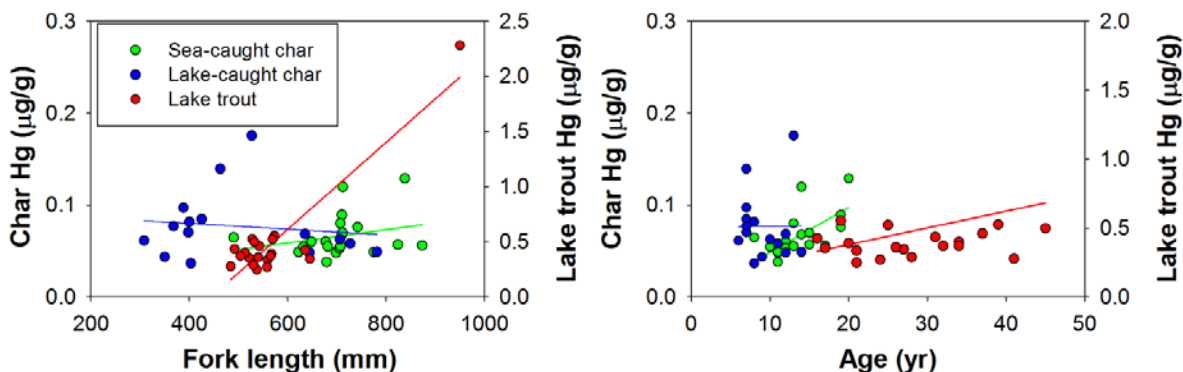 Char Hg (µg/g)
0.3
0.2
0.1
0.0
Sea-caught char
Lake-caught char
Lake trout
2.5
2.0
1.5
1.0
0.5
0.0
Lake trout Hg (µg/g)
200 400 600 800 1000
Fork length (mm)
Char Hg (µg/g)
0.3
0.2
0.1
0.0
2.0
1.5
1.0
0.5
0.0
Lake trout Hg (µg/g)
0 10 20 30 40 50
Age (yr)